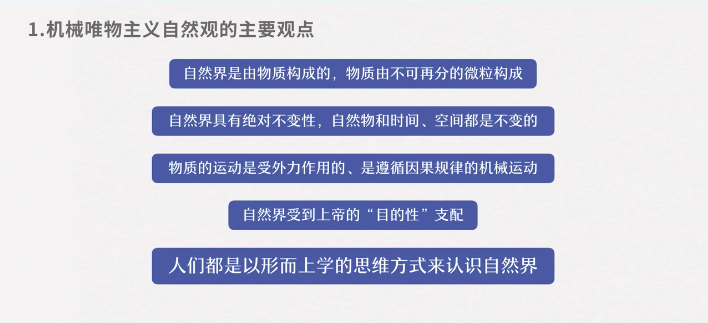 1.机械唯物主义自然观的主要观点
自然界是由物质构成的，物质由不可再分的微粒构成
自然界具有绝对不变性，自然物和时间、空间都是不变的
物质的运动是受外力作用的、是遵循因果规律的机械运动
自然界受到上帝的“目的性”支配
人们都是以形而上学的思维方式来认识自然界